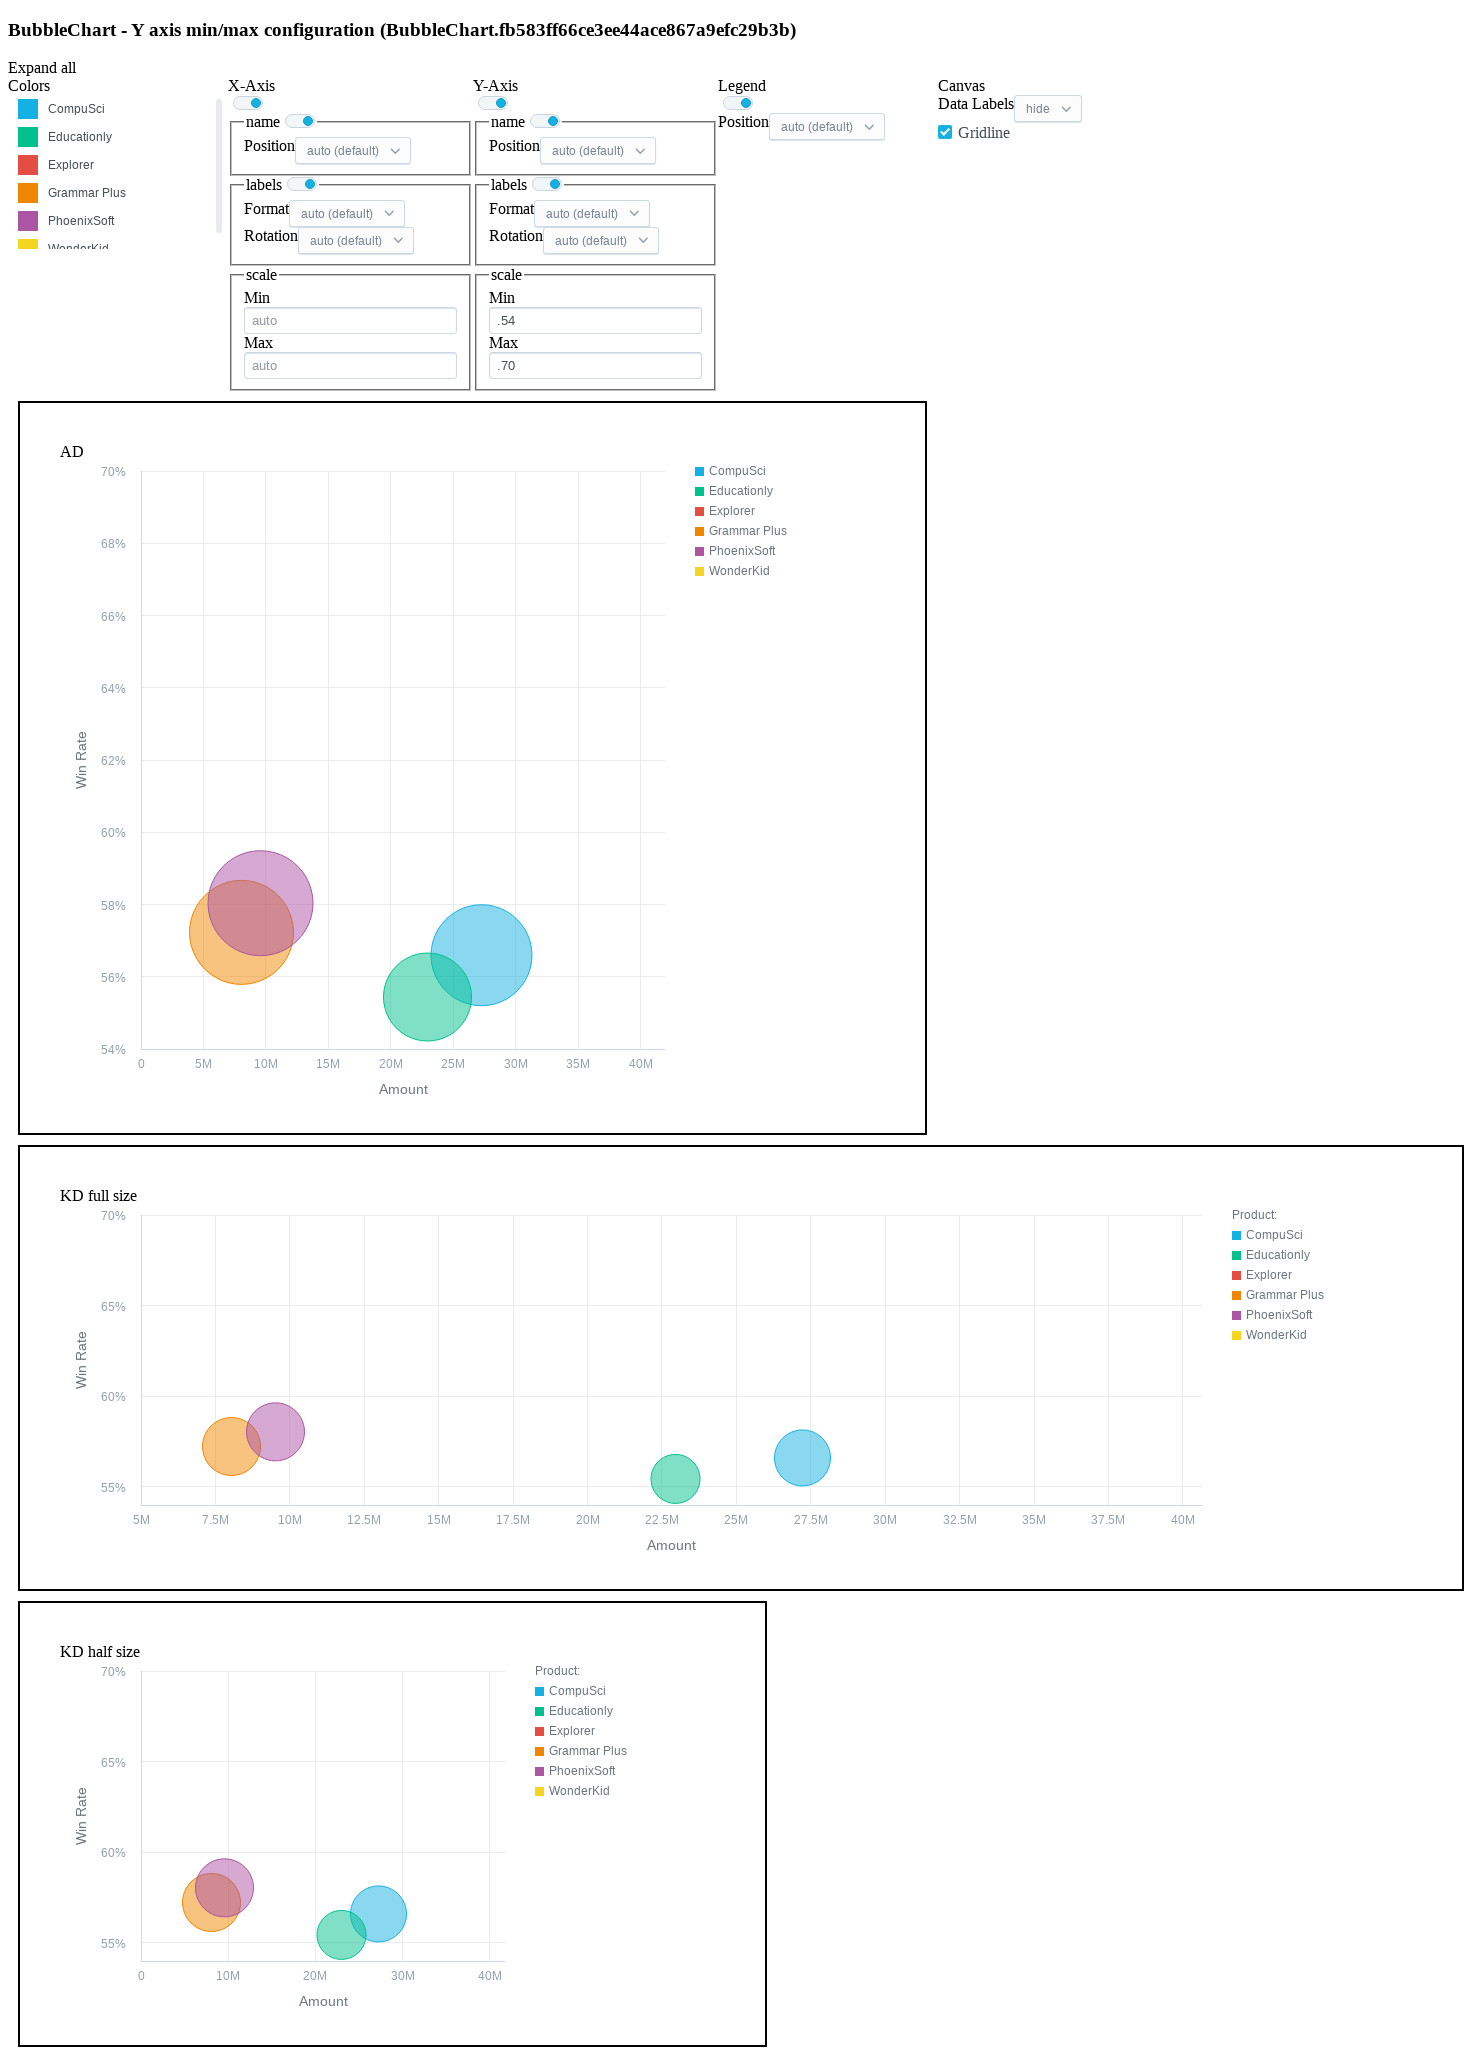 BubbleChart - Y axis min/max configuration (BubbleChart.fb583ff66ce3ee44ace867a9efc29b3b)
Expand all
Colors
CompuSci
Educationly
Explorer
Grammar Plus
PhoenixSoft
WonderKid
X-Axis
name
Position auto (default)
labels
Format auto (default)
Rotation auto (default)
scale
Min
auto
Max
auto
Y-Axis
name
Position auto (default)
labels
Format auto (default)
Rotation auto (default)
scale
Min
.54
Max
.70
Legend
Position auto (default)
Canvas
Data Labels hide
Gridline
AD
70%
68%
66%
64%
62%
60%
58%
56%
54%
Win Rate
0 5M 10M 15M 20M 25M 30M 35M 40M
Amount
CompuSci
Educationly
Explorer
Grammar Plus
PhoenixSoft
WonderKid
KD full size
70%
65%
60%
55%
Win Rate
5M 7.5M 10M 12.5M 15M 17.5M 20M 22.5M 25M 27.5M 30M 32.5M 35M 37.5M 40M
Amount
Product:
CompuSci
Educationly
Explorer
Grammar Plus
PhoenixSoft
WonderKid
KD half size
70%
65%
60%
55%
Win Rate
0 10M 20M 30M 40M
Amount
Product:
CompuSci
Educationly
Explorer
Grammar Plus
PhoenixSoft
WonderKid